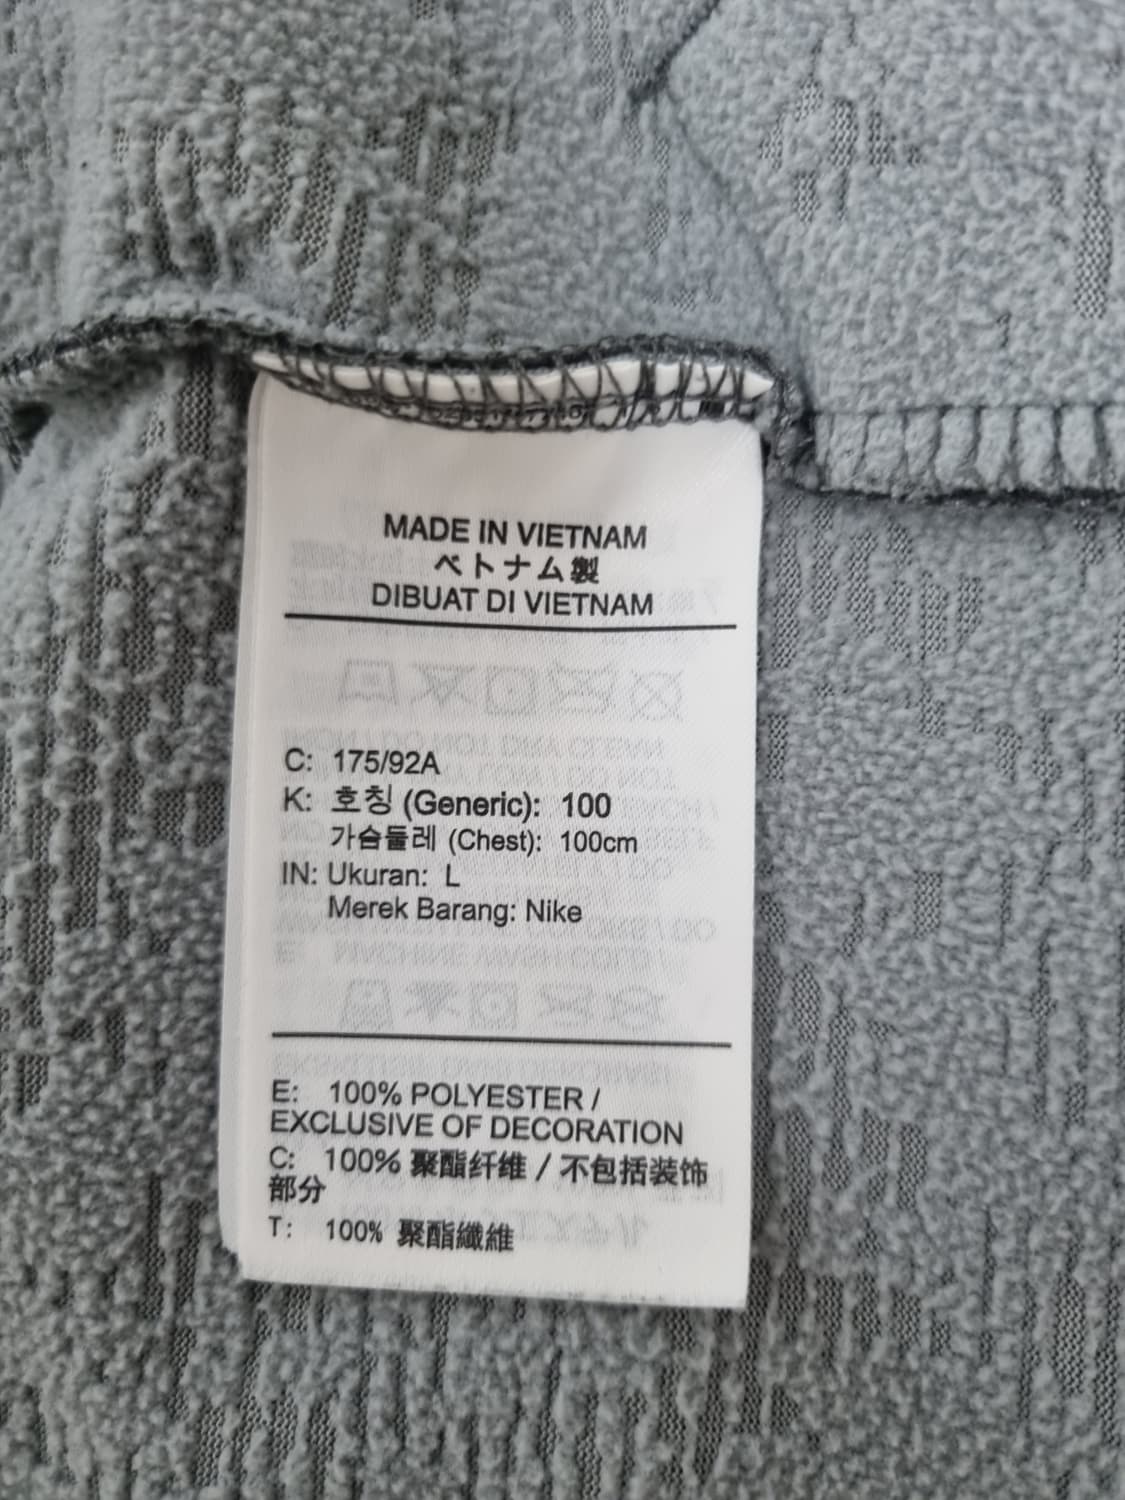 MADE IN VIETNAM
ベトナム製
DIBUAT DI VIETNAM
C: 175/92A
K: 호칭 (Generic): 100
가슴둘레 (Chest): 100cm
IN: Ukuran: L
Merek Barang: Nike
E: 100% POLYESTER /
EXCLUSIVE OF DECORATION
C: 100% 聚酯纤维 / 不包括装饰
部分
T: 100% 聚酯纖維